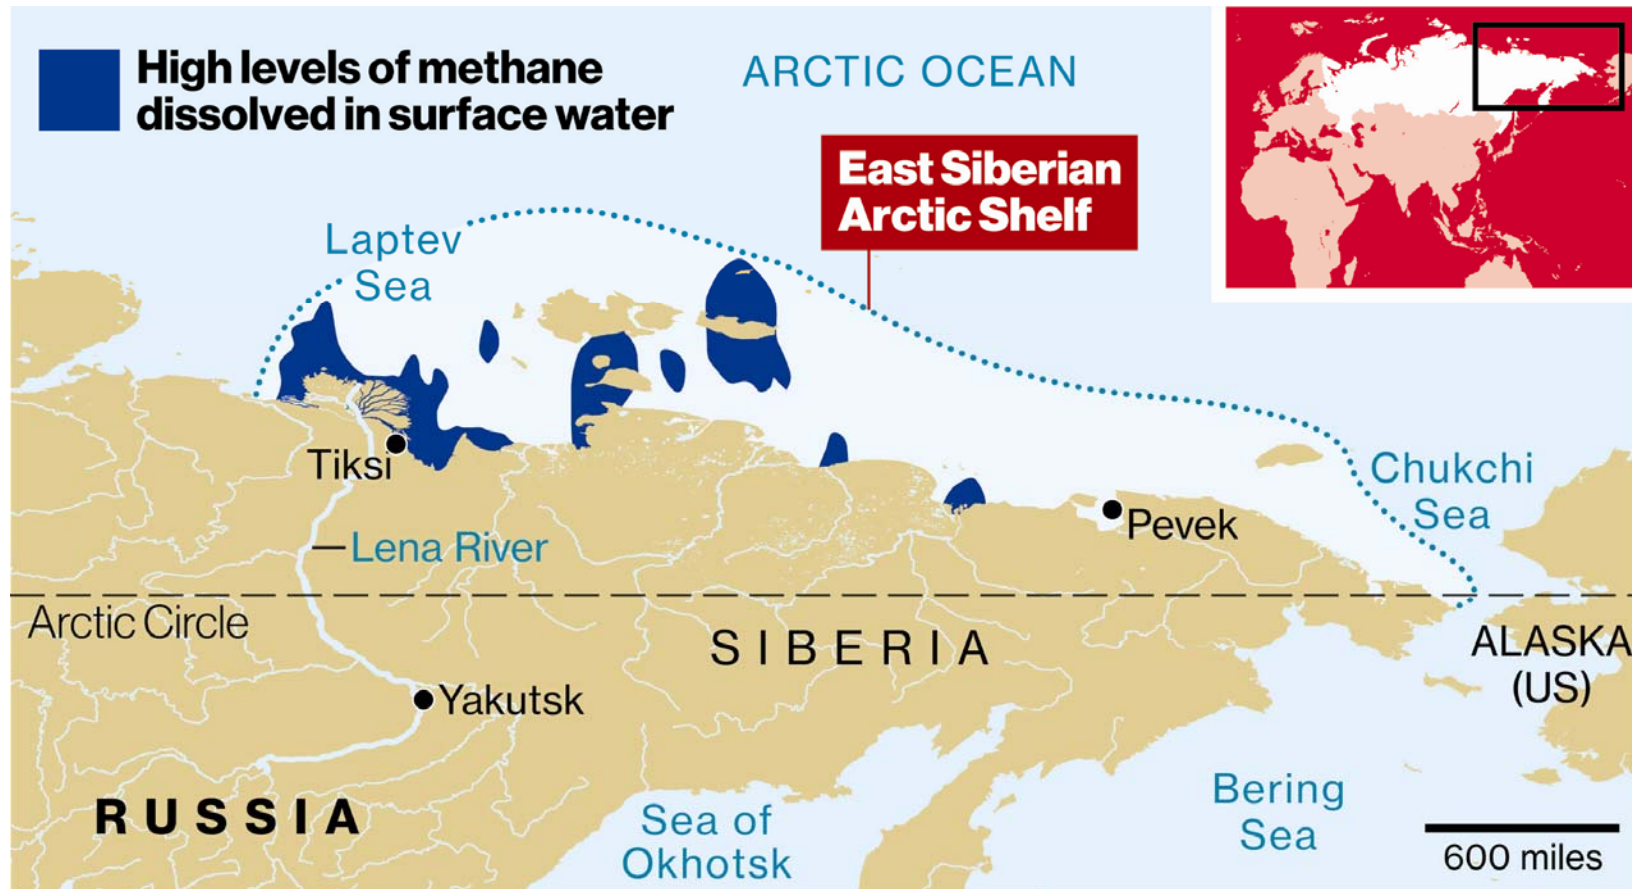 High levels of methane
dissolved in surface water
ARCTIC OCEAN
East Siberian
Arctic Shelf
Laptev
Sea
Tiksi
Chukchi
Sea
Pevek
Lena River
Arctic Circle
SIBERIA
ALASKA
(US)
Yakutsk
RUSSIA
Sea of
Okhotsk
Bering
Sea
600 miles